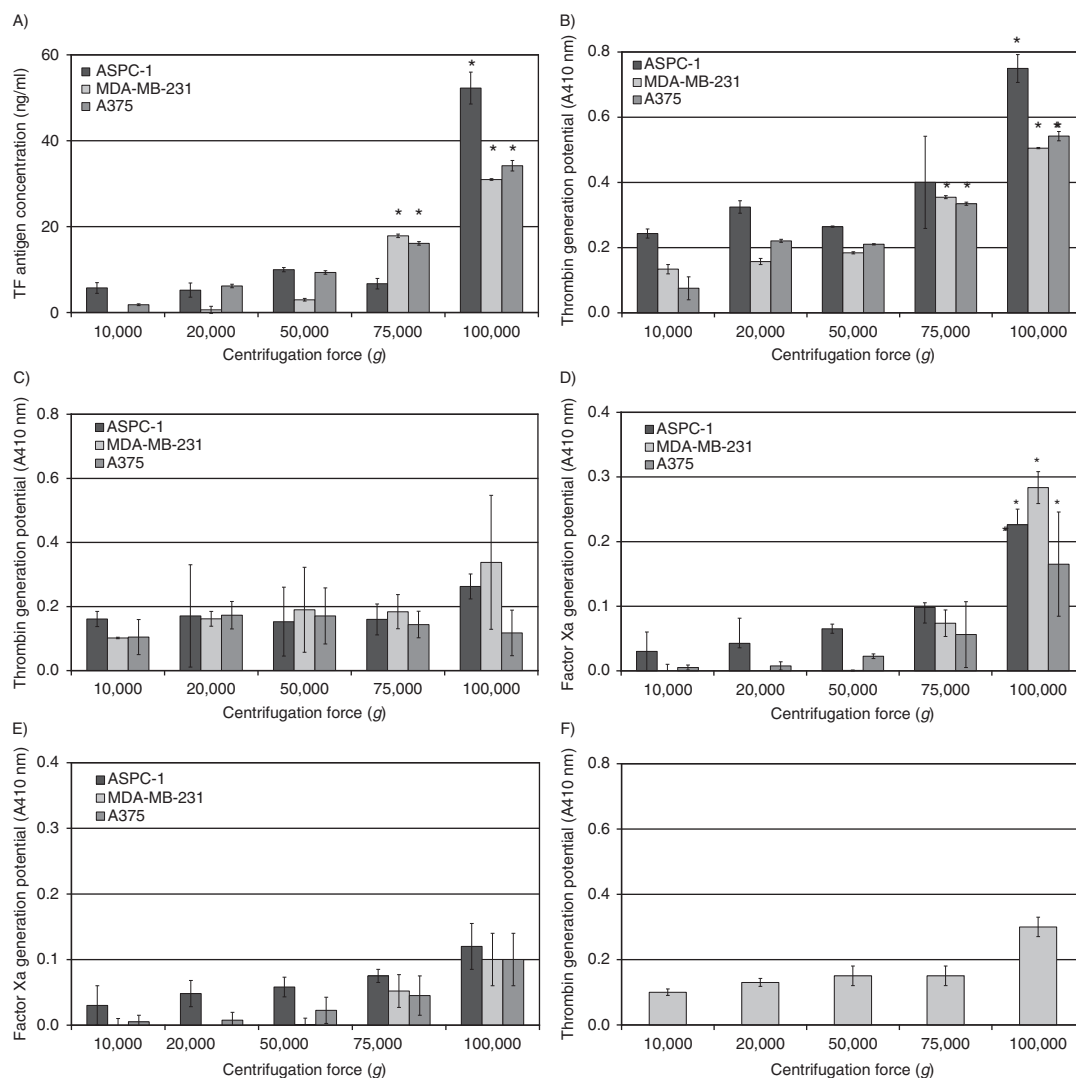 A)
TF antigen concentration (ng/ml)
60
40
20
0
ASPC-1
MDA-MB-231
A375
*
* *
* *
10,000 20,000 50,000 75,000 100,000
Centrifugation force (g)
B)
Thrombin generation potential (A410 nm)
0.8
0.6
0.4
0.2
0.0
ASPC-1
MDA-MB-231
A375
*
* *
* *
10,000 20,000 50,000 75,000 100,000
Centrifugation force (g)
C)
Thrombin generation potential (A410 nm)
0.8
0.6
0.4
0.2
0.0
ASPC-1
MDA-MB-231
A375
10,000 20,000 50,000 75,000 100,000
Centrifugation force (g)
D)
Factor Xa generation potential (A410 nm)
0.4
0.3
0.2
0.1
0.0
ASPC-1
MDA-MB-231
A375
*
* *
*
10,000 20,000 50,000 75,000 100,000
Centrifugation force (g)
E)
Factor Xa generation potential (A410 nm)
0.4
0.3
0.2
0.1
0.0
ASPC-1
MDA-MB-231
A375
10,000 20,000 50,000 75,000 100,000
Centrifugation force (g)
F)
Thrombin generation potential (A410 nm)
0.8
0.6
0.4
0.2
0.0
10,000 20,000 50,000 75,000 100,000
Centrifugation force (g)